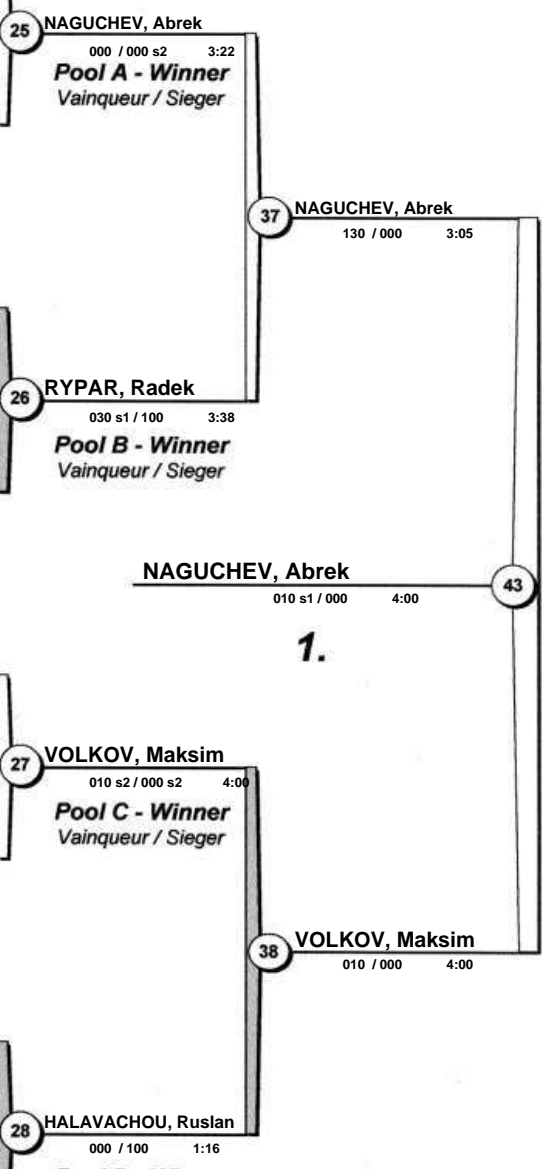 25 NAGUCHEV, Abrek
000 / 000 s2 3:22
Pool A - Winner
Vainqueur / Sieger
37 NAGUCHEV, Abrek
130 / 000 3:05
26 RYPAR, Radek
030 s1 / 100 3:38
Pool B - Winner
Vainqueur / Sieger
NAGUCHEV, Abrek 43
010 s1 / 000 4:00
1.
27 VOLKOV, Maksim
010 s2 / 000 s2 4:00
Pool C - Winner
Vainqueur / Sieger
38 VOLKOV, Maksim
010 / 000 4:00
28 HALAVACHOU, Ruslan
000 / 100 1:16